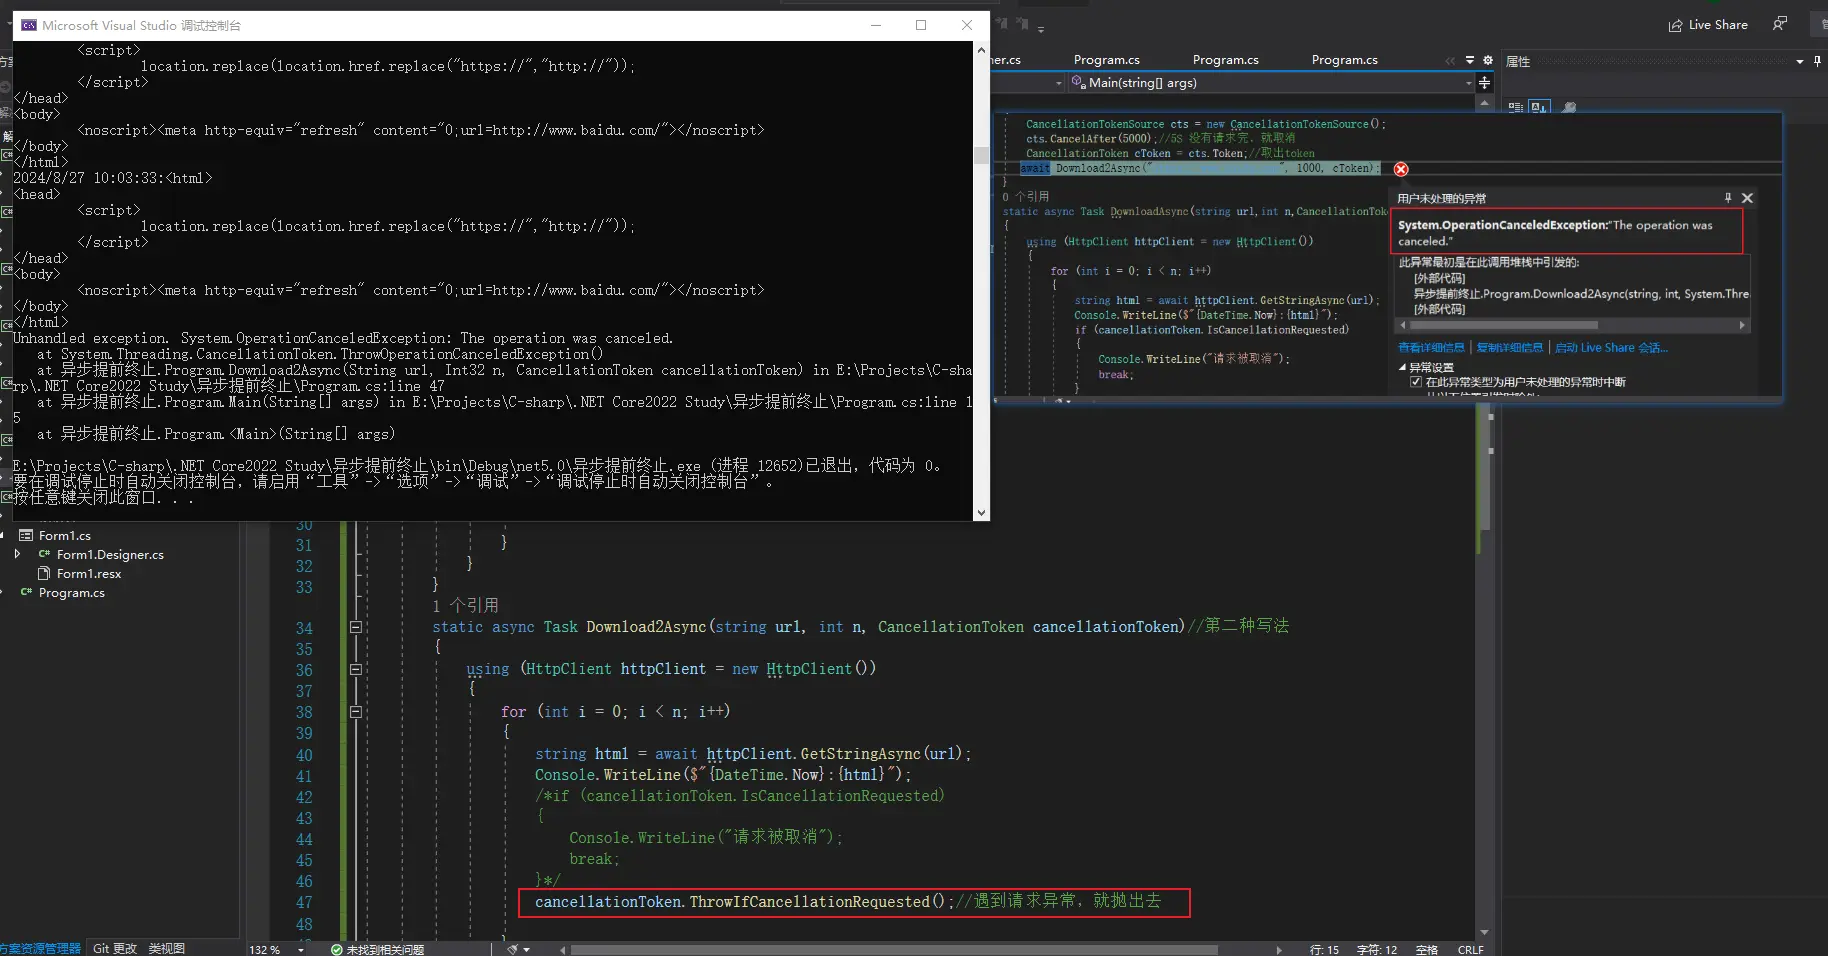 Microsoft Visual Studio 调试控制台
<script>
location.replace(location.href.replace("https://","http://"));
</script>
</head>
<body>
<noscript><meta http-equiv="refresh" content="0;url=http://www.baidu.com/"></noscript>
</body>
</html>
2024/8/27 10:03:33:<html>
<head>
<script>
location.replace(location.href.replace("https://","http://"));
</script>
</head>
<body>
<noscript><meta http-equiv="refresh" content="0;url=http://www.baidu.com/"></noscript>
</body>
</html>
Unhandled exception. System.OperationCanceledException: The operation was canceled.
at System.Threading.CancellationToken.ThrowOperationCanceledException()
at 异步提前终止.Program.Download2Async(String url, Int32 n, CancellationToken cancellationToken) in E:\Projects\C-sha
rp\.NET Core2022 Study\异步提前终止\Program.cs:line 47
at 异步提前终止.Program.Main(String[] args) in E:\Projects\C-sharp\.NET Core2022 Study\异步提前终止\Program.cs:line 1
5
at 异步提前终止.Program.<Main>(String[] args)
E:\Projects\C-sharp\.NET Core2022 Study\异步提前终止\bin\Debug\net5.0\异步提前终止.exe (进程 12652)已退出，代码为 0。
要在调试停止时自动关闭控制台，请启用“工具”->“选项”->“调试”->“调试停止时自动关闭控制台”。
按任意键关闭此窗口. . .
Live Share
ner.cs Program.cs Program.cs Program.cs
属性
Main(string[] args)
CancellationTokenSource cts = new CancellationTokenSource();
cts.CancelAfter(5000);//5S 没有请求完，就取消
CancellationToken cToken = cts.Token;//取出token
await Download2Async("                    ", 1000, cToken);
}
0 个引用
static async Task DownloadAsync(string url,int n,CancellationTok
{
using (HttpClient httpClient = new HttpClient())
{
for (int i = 0; i < n; i++)
{
string html = await httpClient.GetStringAsync(url);
Console.WriteLine($"{DateTime.Now}:{html}");
if (cancellationToken.IsCancellationRequested)
{
Console.WriteLine("请求被取消");
break;
}
用户未处理的异常
System.OperationCanceledException:"The operation was
canceled."
此异常最初是在此调用堆栈中引发的:
[外部代码]
异步提前终止.Program.Download2Async(string, int, System.Thre
[外部代码]
查看详细信息 | 复制详细信息 | 启动 Live Share 会话...
异常设置
在此异常类型为用户未处理的异常时中断
Form1.cs
C# Form1.Designer.cs
Form1.resx
C# Program.cs
30
31 }
32 }
33 }
1 个引用
34 static async Task Download2Async(string url, int n, CancellationToken cancellationToken)//第二种写法
35 {
36 using (HttpClient httpClient = new HttpClient())
37 {
38 for (int i = 0; i < n; i++)
39 {
40 string html = await httpClient.GetStringAsync(url);
41 Console.WriteLine($"{DateTime.Now}:{html}");
42 /*if (cancellationToken.IsCancellationRequested)
43 {
44 Console.WriteLine("请求被取消");
45 break;
46 }*/
47 cancellationToken.ThrowIfCancellationRequested();//遇到请求异常，就抛出去
48
}
方案资源管理器 Git 更改 类视图
132 % 未找到相关问题 行: 15 字符: 12 空格 CRLF